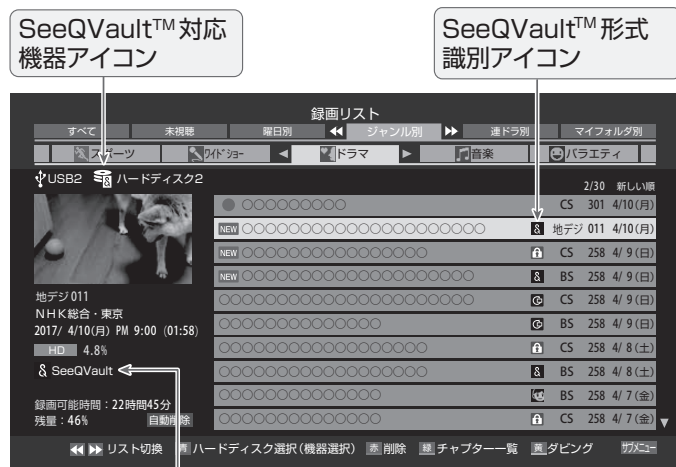 SeeQVault™ 対応
機器アイコン
SeeQVault™ 形式
識別アイコン
録画リスト
すべて 未視聴 曜日別 ◀◀ ジャンル別 ▶▶ 連ドラ別 マイフォルダ別
スポーツ ワイドショー ◀ ドラマ ▶ 音楽 バラエティ
USB2 ハードディスク2
2/30 新しい順
○○○○○○○○○ CS 301 4/10(月)
NEW ○○○○○○○○○○○○○○○○○○○○○ 地デジ 011 4/10(月)
NEW ○○○○○○○○○○○○○○○○ CS 258 4/ 9(日)
NEW ○○○○○○○○○○○○○○○○○○○○ BS 258 4/ 9(日)
○○○○○○○○○○○○○○○○○○○○○○ CS 258 4/ 9(日)
○○○○○○○○○○○○○○ BS 258 4/ 9(日)
○○○○○○○○○○○○○○○○○○ CS 258 4/ 8(土)
○○○○○○○○○○○○○○○○○○ BS 258 4/ 8(土)
○○○○○○○○○○○○○○ BS 258 4/ 7(金)
○○○○○○○○○○○○○○ CS 258 4/ 7(金)
地デジ 011
NHK総合・東京
2017/ 4/10(月) PM 9:00 (01:58)
HD 4.8%
SeeQVault
録画可能時間：22時間45分
残量：46% 自動削除
◀◀ ▶▶ リスト切換 青 ハードディスク選択(機器選択) 赤 削除 緑 チャプター一覧 黄 ダビング サブメニュー